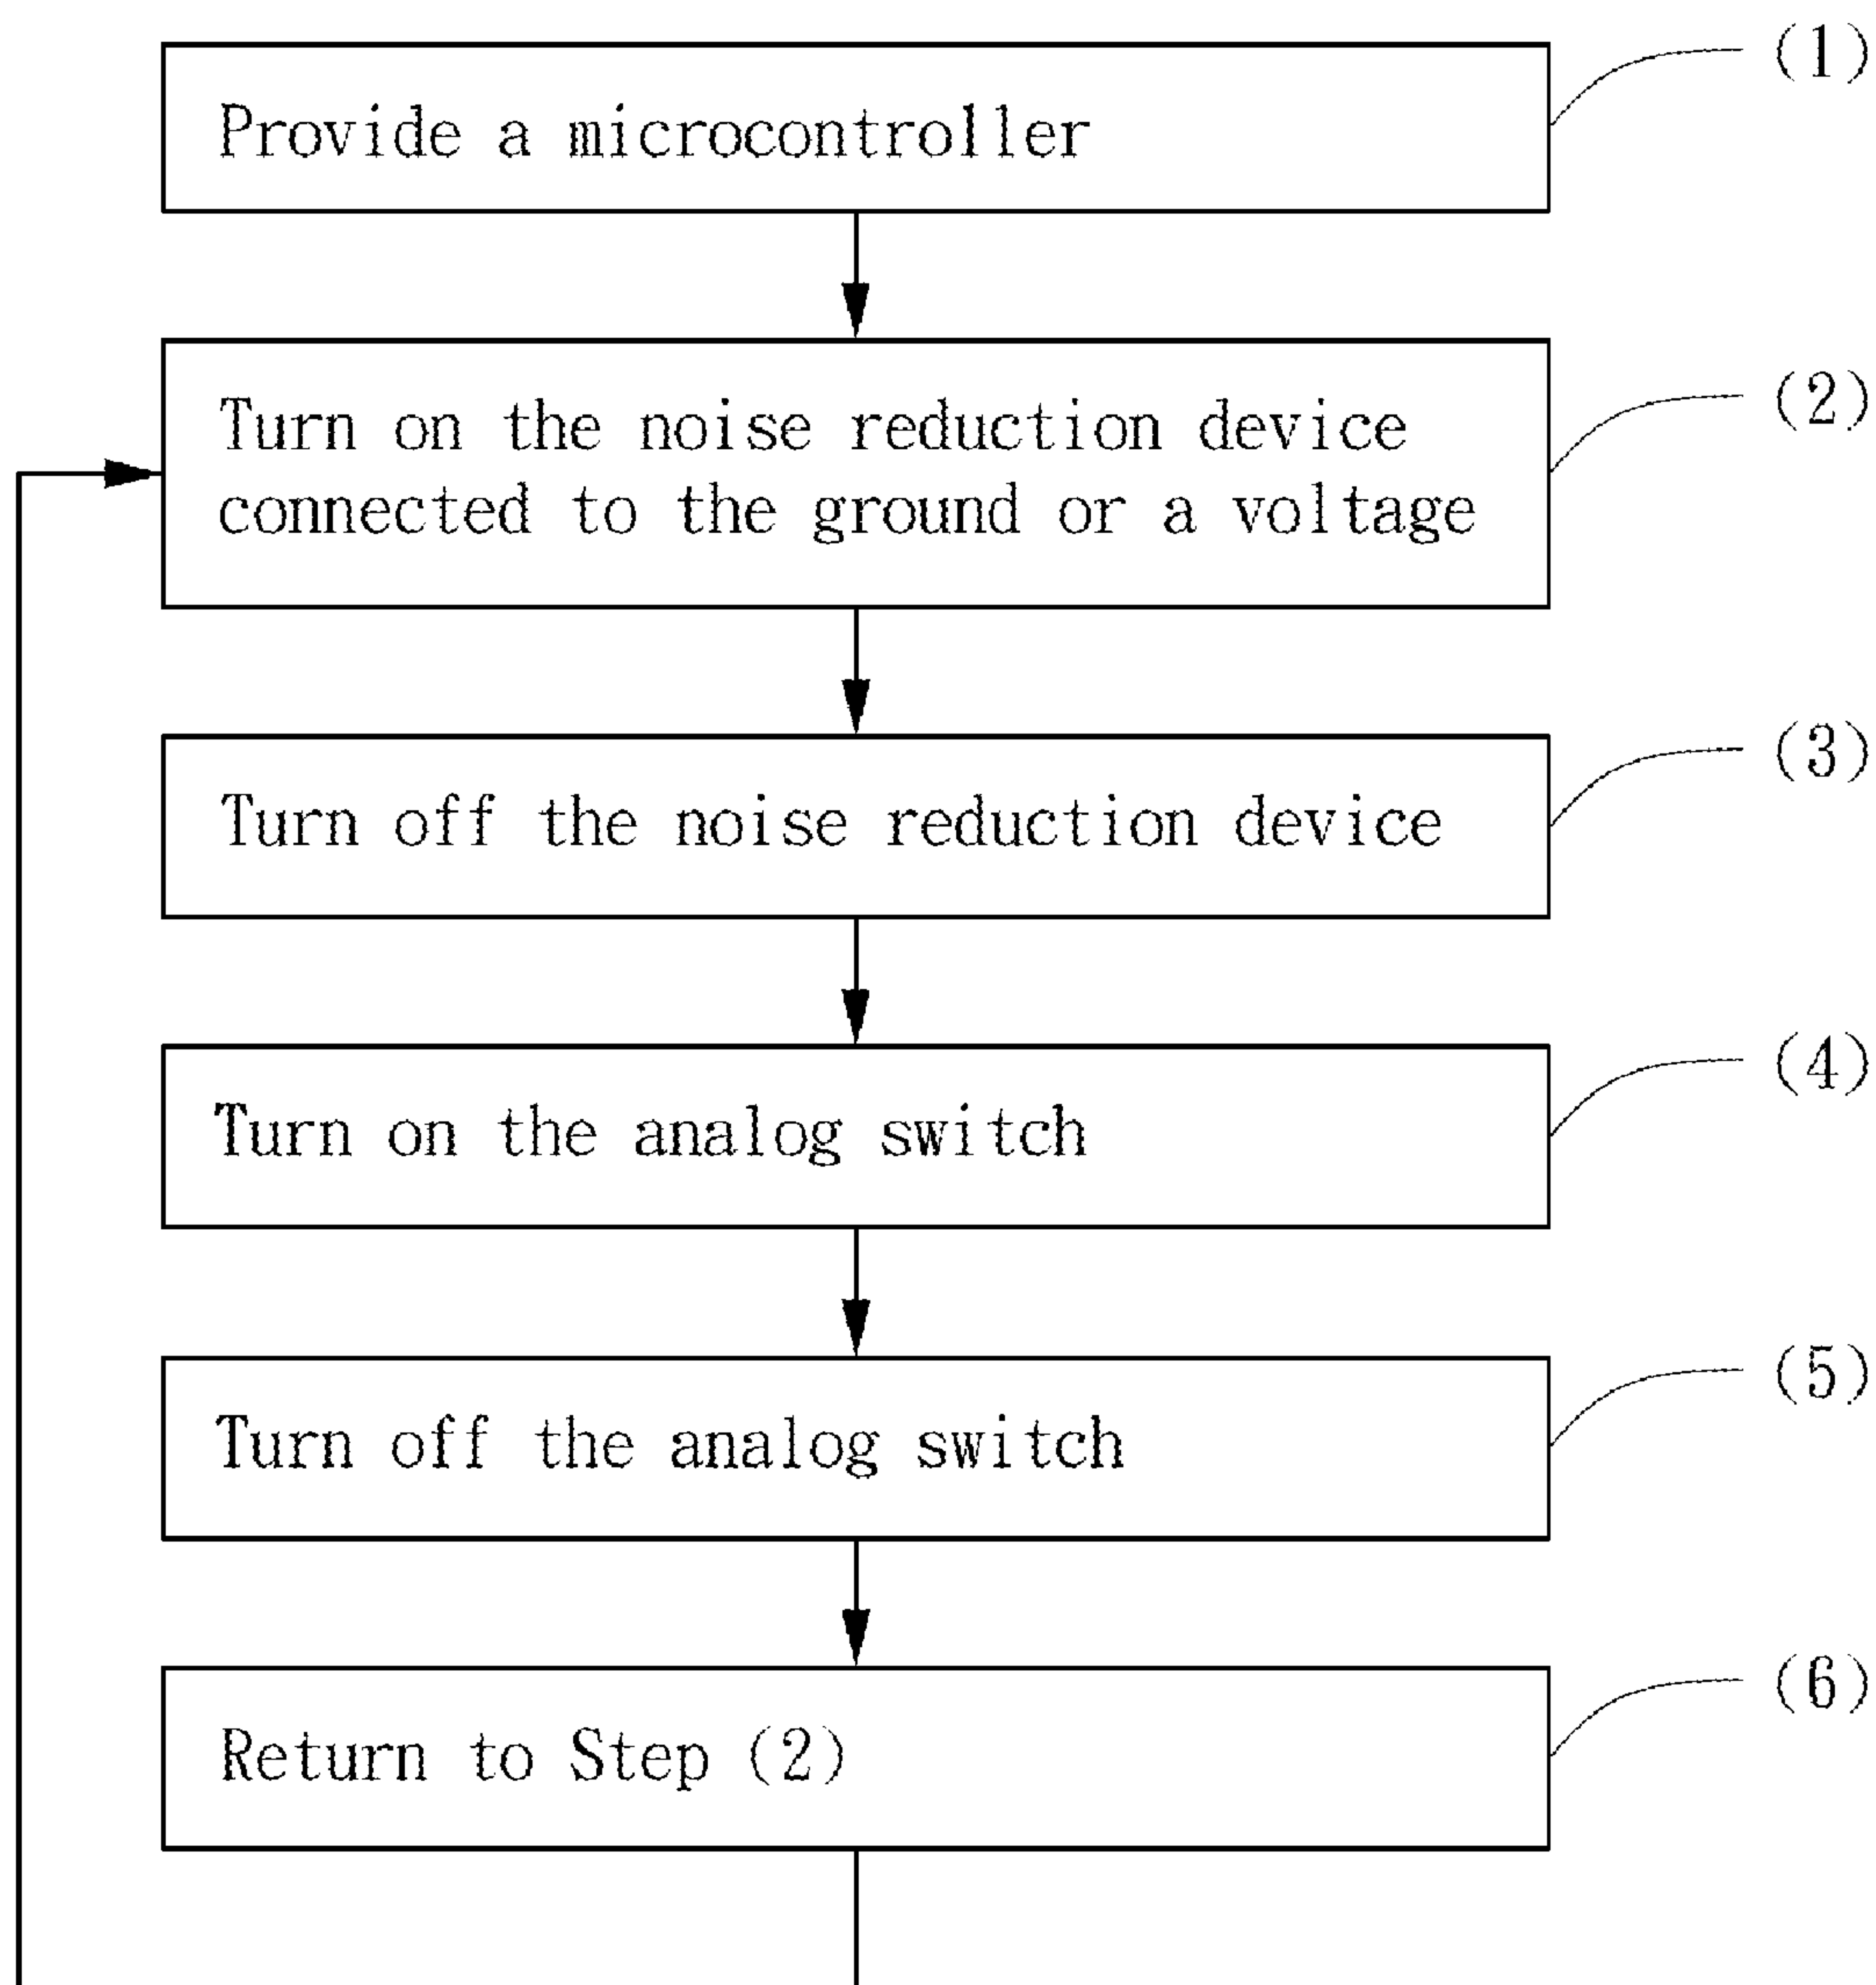 Provide a microcontroller
(1)
Turn on the noise reduction device
connected to the ground or a voltage
(2)
Turn off the noise reduction device
(3)
Turn on the analog switch
(4)
Turn off the analog switch
(5)
Return to Step (2)
(6)